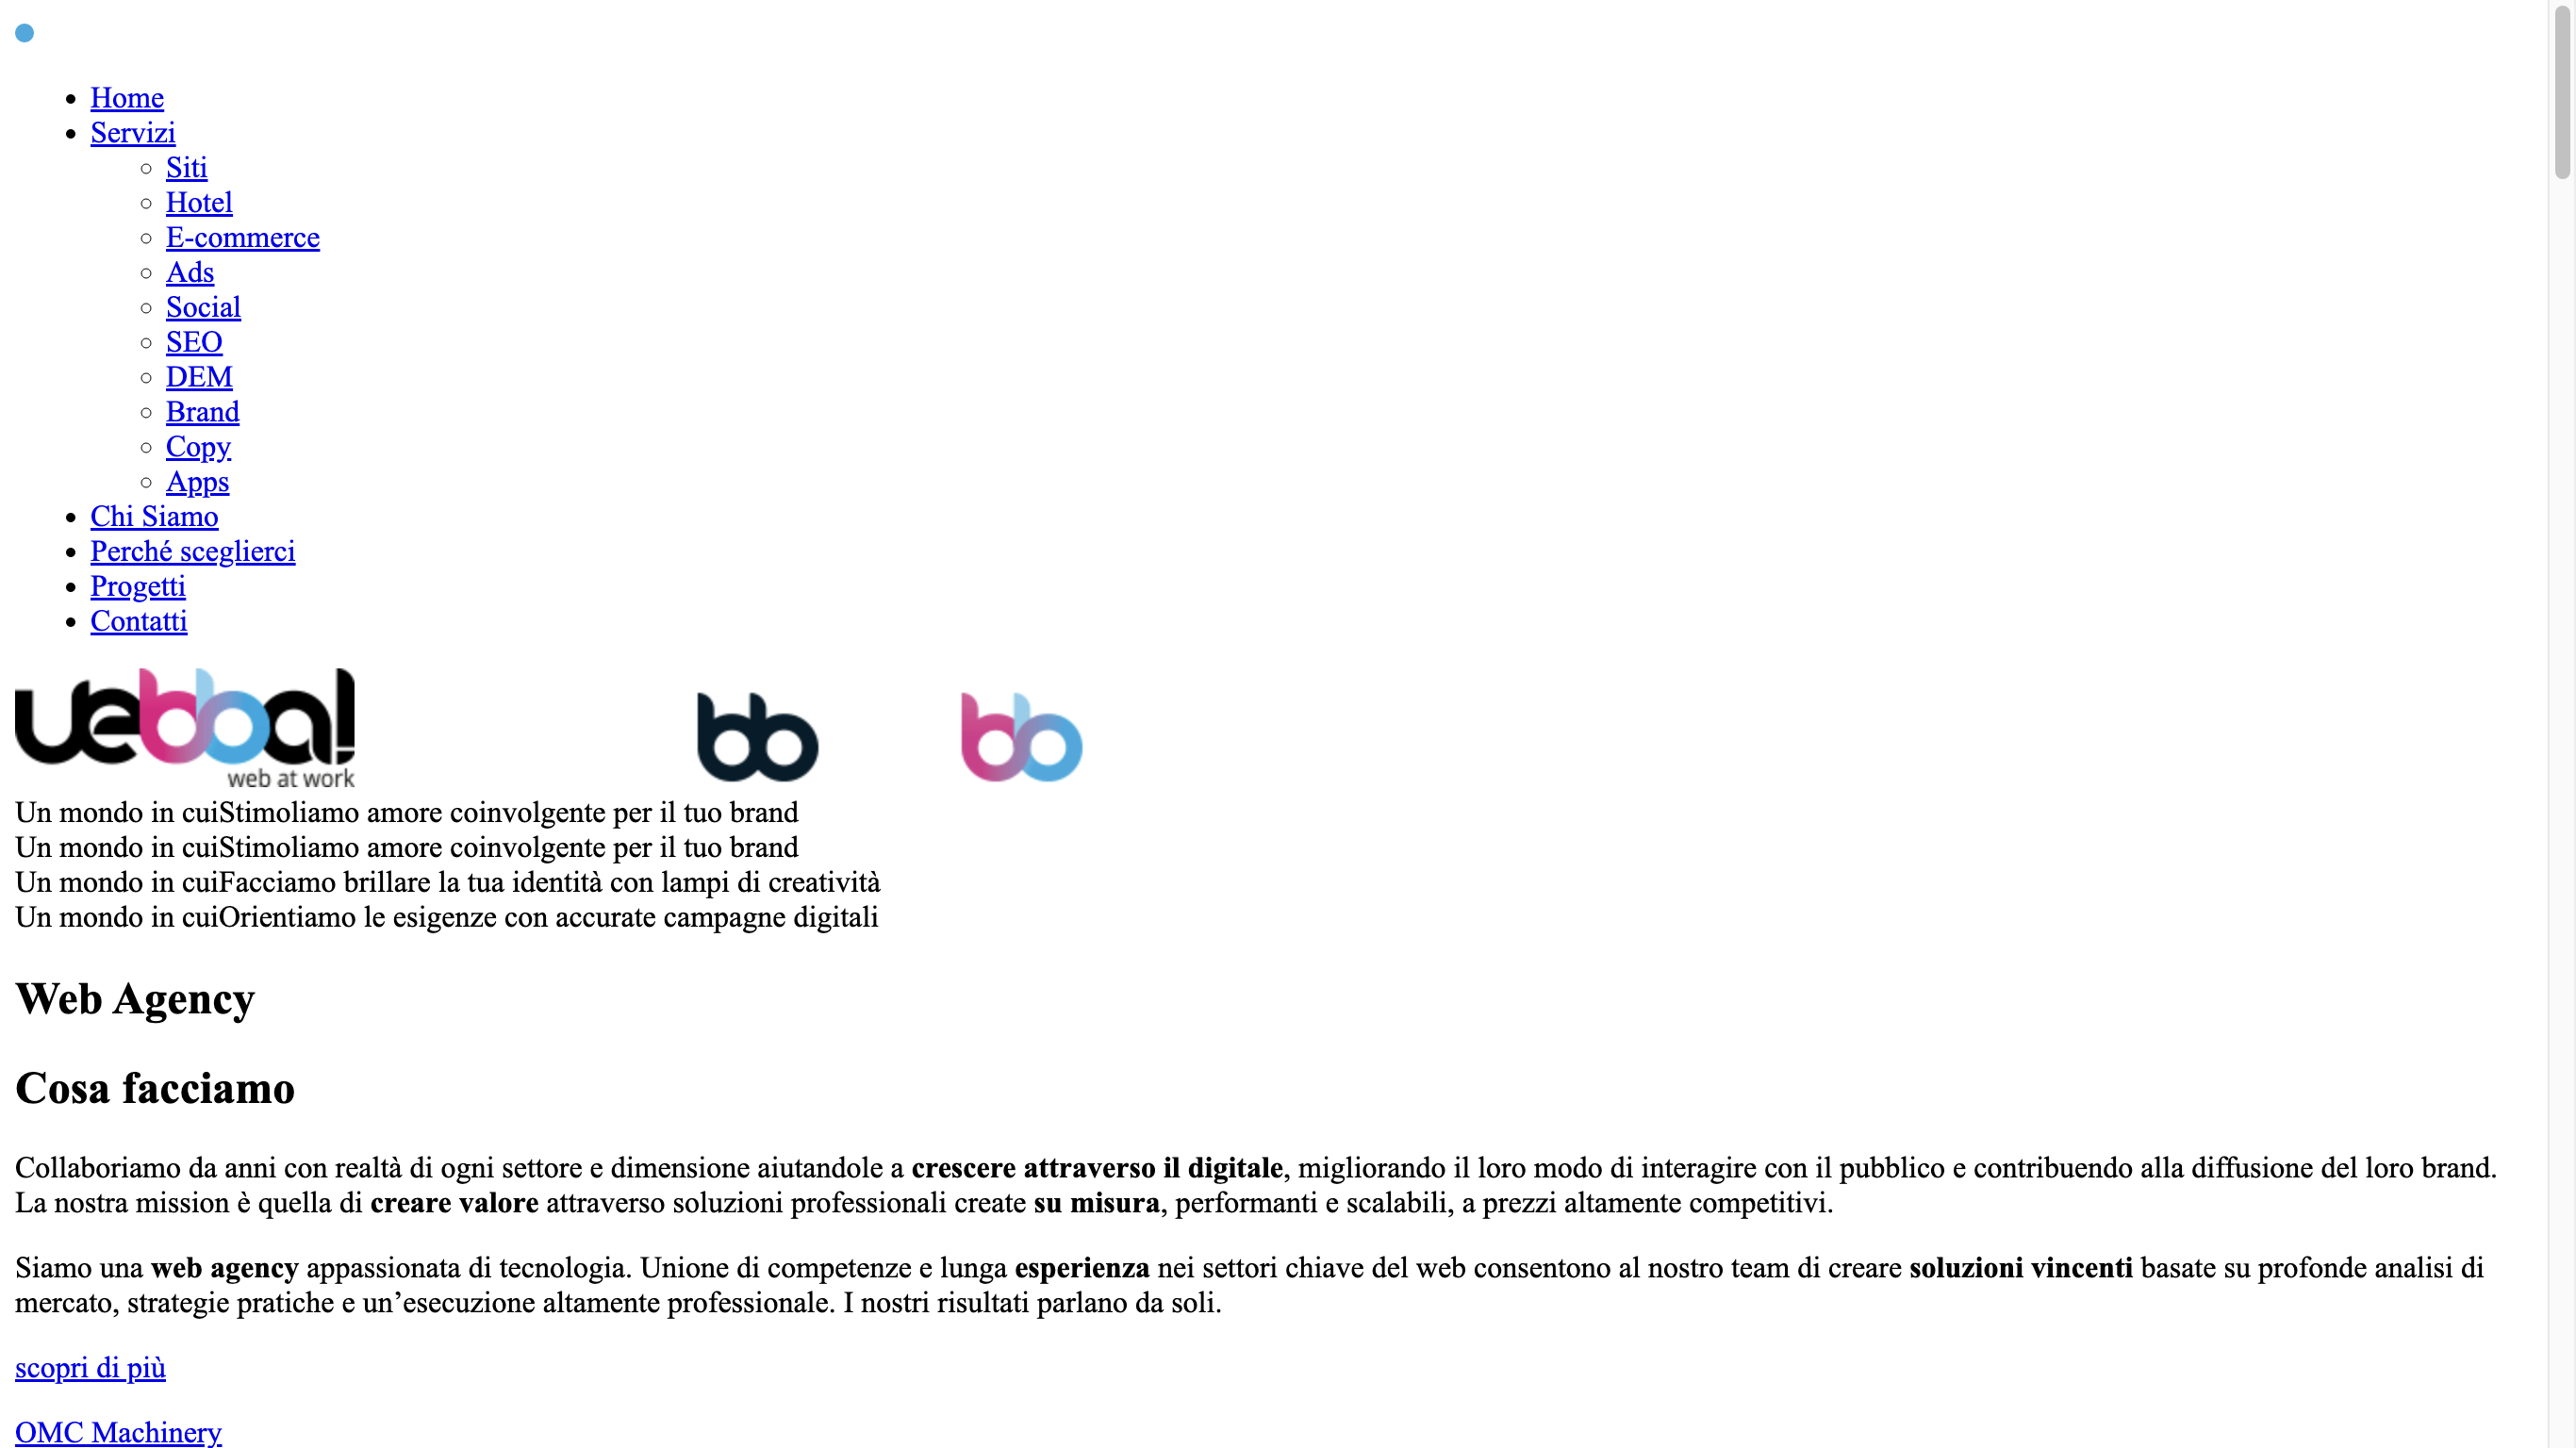 Home
Servizi
Siti
Hotel
E-commerce
Ads
Social
SEO
DEM
Brand
Copy
Apps
Chi Siamo
Perché sceglierci
Progetti
Contatti
uebba! bb bb
web at work
Un mondo in cuiStimoliamo amore coinvolgente per il tuo brand
Un mondo in cuiStimoliamo amore coinvolgente per il tuo brand
Un mondo in cuiFacciamo brillare la tua identità con lampi di creatività
Un mondo in cuiOrientiamo le esigenze con accurate campagne digitali
Web Agency
Cosa facciamo
Collaboriamo da anni con realtà di ogni settore e dimensione aiutandole a crescere attraverso il digitale, migliorando il loro modo di interagire con il pubblico e contribuendo alla diffusione del loro brand.
La nostra mission è quella di creare valore attraverso soluzioni professionali create su misura, performanti e scalabili, a prezzi altamente competitivi.
Siamo una web agency appassionata di tecnologia. Unione di competenze e lunga esperienza nei settori chiave del web consentono al nostro team di creare soluzioni vincenti basate su profonde analisi di
mercato, strategie pratiche e un’esecuzione altamente professionale. I nostri risultati parlano da soli.
scopri di più
OMC Machinery